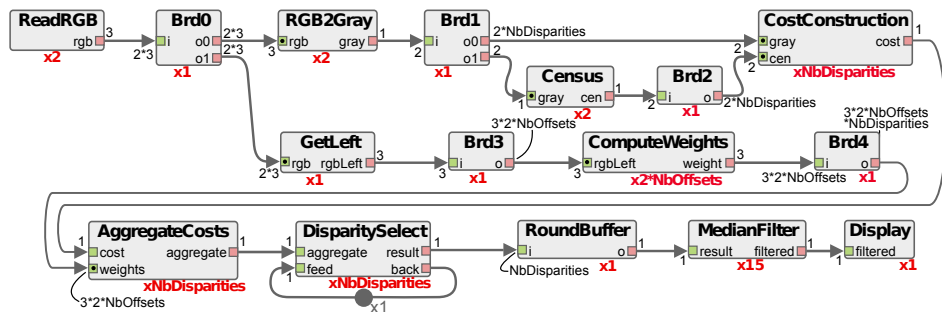 ReadRGB
rgb
3
x2
2*3
Brd0
i o0
o1
2*3
2*3
x1
3
RGB2Gray
rgb gray
1
x2
2
Brd1
i o0
o1
2*NbDisparities
2
x1
1
Census
gray cen
1
x2
2
Brd2
i o
2*NbDisparities
x1
2
2
CostConstruction
gray cost
cen
1
xNbDisparities
2*3
GetLeft
rgb rgbLeft
3
x1
3
Brd3
i o
3*2*NbOffsets
x1
3
ComputeWeights
rgbLeft weight
3
x2*NbOffsets
3*2*NbOffsets
Brd4
i o
3*2*NbOffsets
*NbDisparities
x1
1
AggregateCosts
cost aggregate
weights
1
3*2*NbOffsets
xNbDisparities
1
1
DisparitySelect
aggregate result
feed back
1
1
xNbDisparities
x1
RoundBuffer
i o
NbDisparities
1
x1
1
MedianFilter
result filtered
1
x15
1
Display
filtered
x1